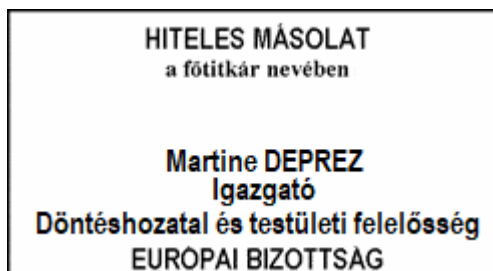 HITELES MÁSOLAT
a főtitkár nevében
Martine DEPREZ
Igazgató
Döntéshozatal és testületi felelősség
EURÓPAI BIZOTTSÁG